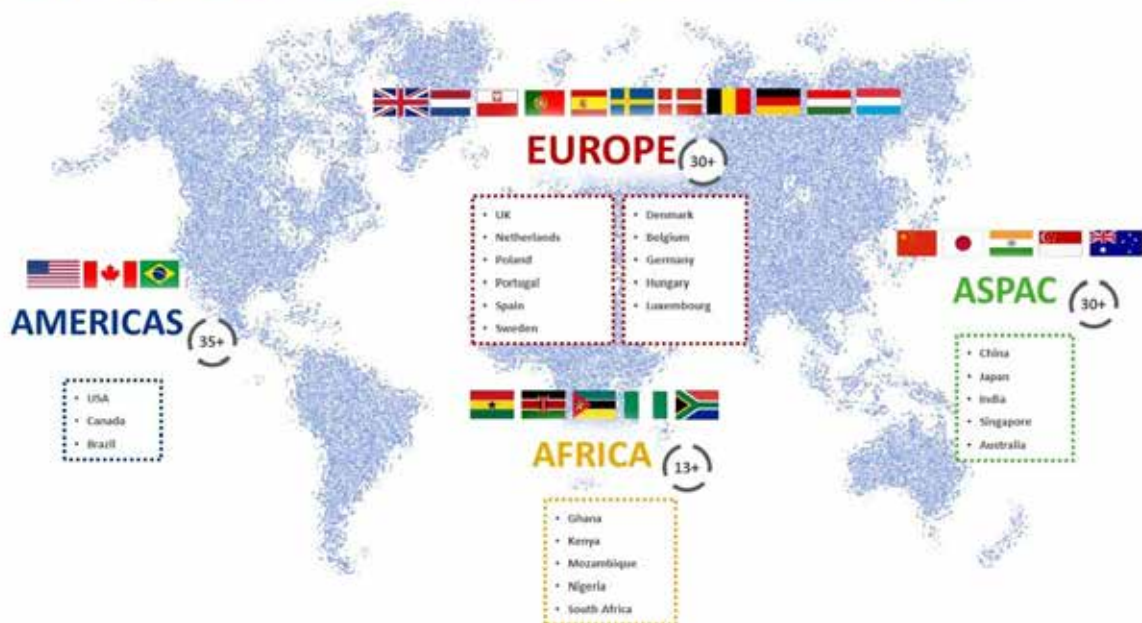 EUROPE
30+
• UK
• Netherlands
• Poland
• Portugal
• Spain
• Sweden
• Denmark
• Belgium
• Germany
• Hungary
• Luxembourg
AMERICAS
35+
• USA
• Canada
• Brazil
ASPAC
30+
• China
• Japan
• India
• Singapore
• Australia
AFRICA
13+
• Ghana
• Kenya
• Mozambique
• Nigeria
• South Africa